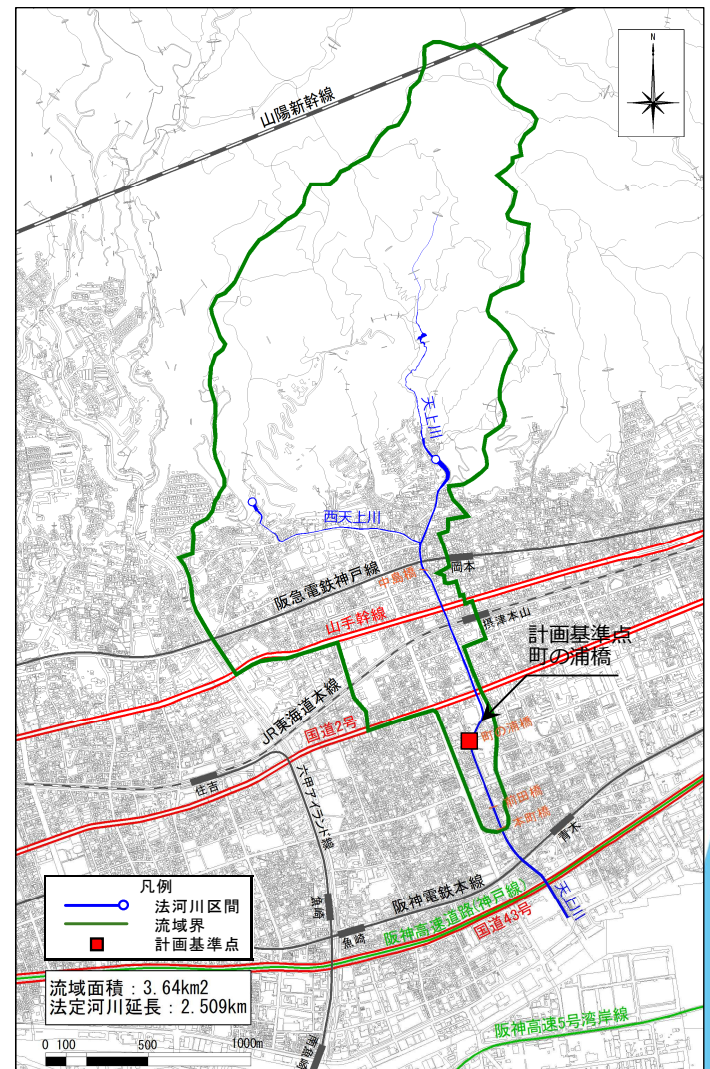 N
山陽新幹線
天上川
西天上川
阪急電鉄神戸線
中島橋
岡本
山手幹線
摂津本山
計画基準点
町の浦橋
JR東海道本線
国道2号
町の浦橋
住吉
六甲アイランド線
本町橋
青木
凡例
法河川区間
流域界
計画基準点
魚崎
魚崎
阪神電鉄本線
阪神高速道路(神戸線)
国道43号
天上川
流域面積：3.64km2
法定河川延長：2.509km
阪神高速5号湾岸線
0 100 500 1000m
南魚崎